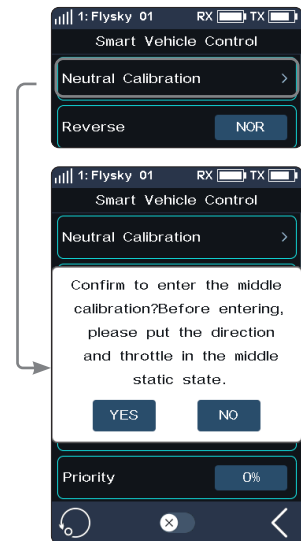 1: Flysky 01 RX TX
Smart Vehicle Control
Neutral Calibration >
Reverse NOR
1: Flysky 01 RX TX
Smart Vehicle Control
Neutral Calibration >
Confirm to enter the middle
calibration?Before entering,
please put the direction
and throttle in the middle
static state.
YES NO
Priority 0%